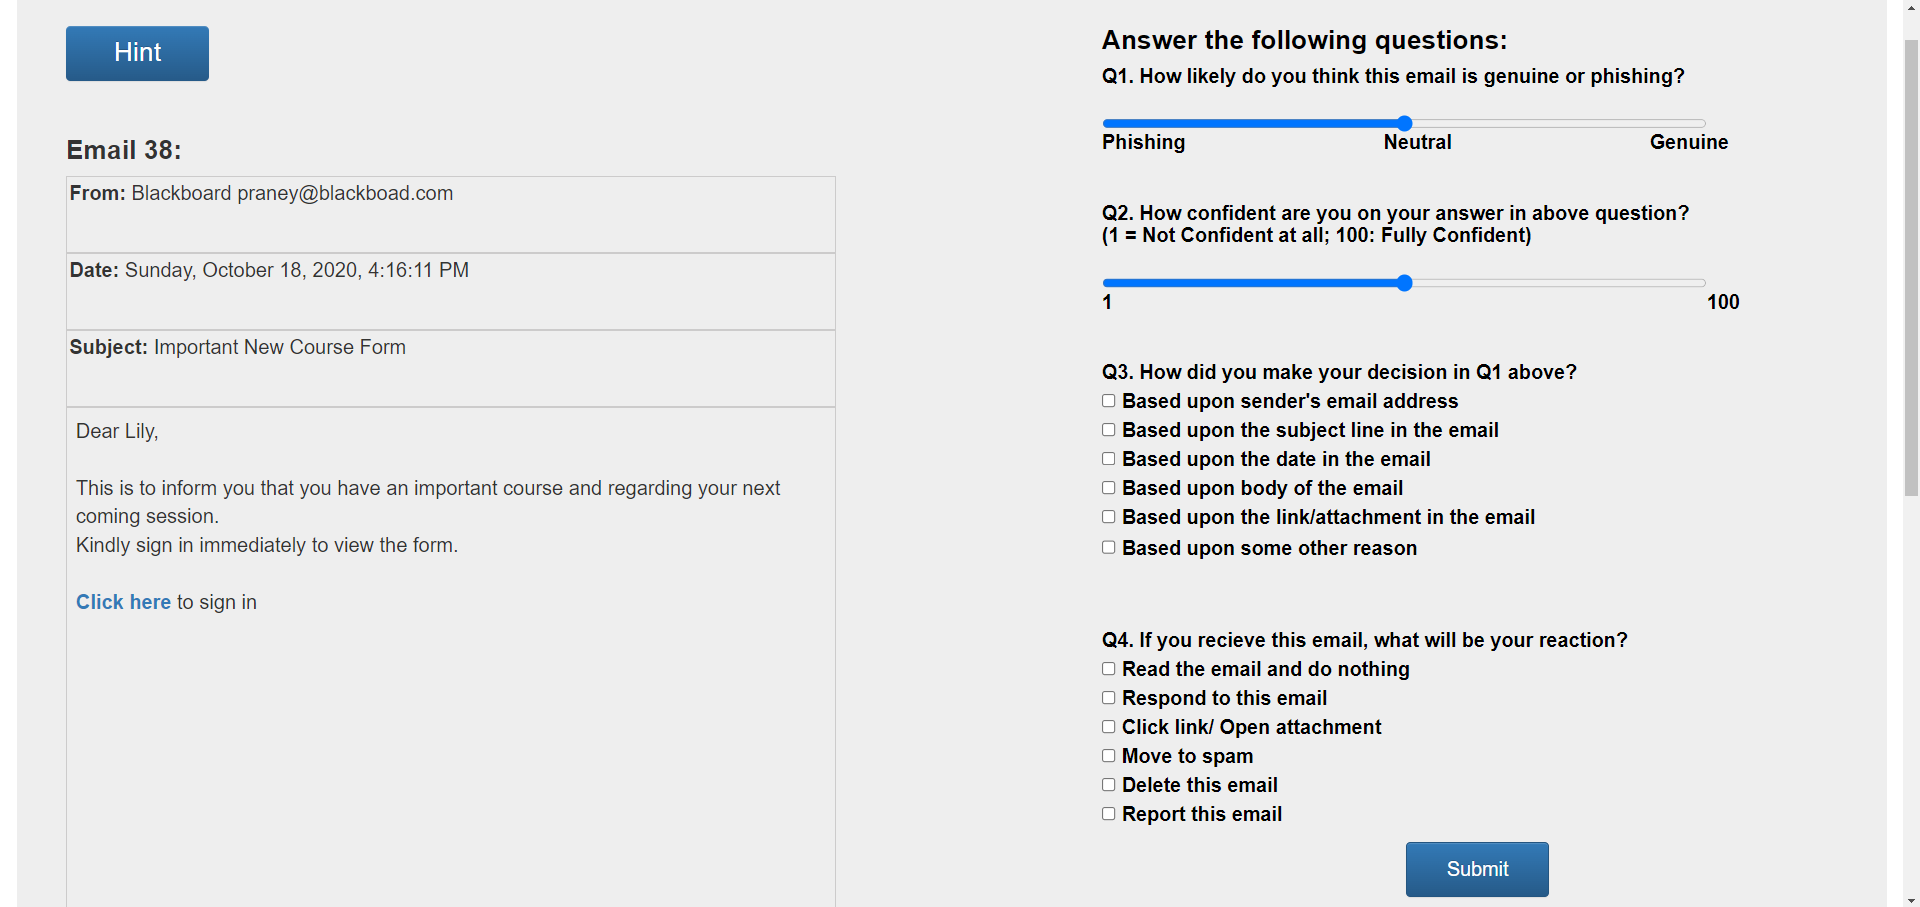 Hint
Email 38:
From: Blackboard praney@blackboad.com
Date: Sunday, October 18, 2020, 4:16:11 PM
Subject: Important New Course Form
Dear Lily,
This is to inform you that you have an important course and regarding your next
coming session.
Kindly sign in immediately to view the form.
Click here to sign in
Answer the following questions:
Q1. How likely do you think this email is genuine or phishing?
Phishing Neutral Genuine
Q2. How confident are you on your answer in above question?
(1 = Not Confident at all; 100: Fully Confident)
1 100
Q3. How did you make your decision in Q1 above?
Based upon sender's email address
Based upon the subject line in the email
Based upon the date in the email
Based upon body of the email
Based upon the link/attachment in the email
Based upon some other reason
Q4. If you recieve this email, what will be your reaction?
Read the email and do nothing
Respond to this email
Click link/ Open attachment
Move to spam
Delete this email
Report this email
Submit